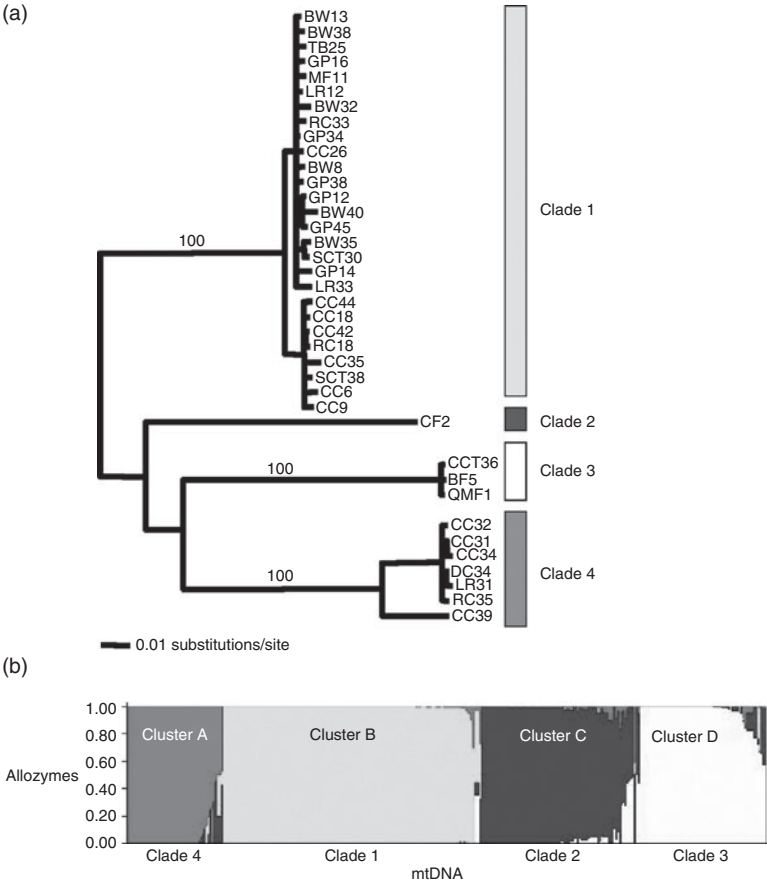 (a)
BW13
BW38
TB25
GP16
MF11
LR12
BW32
RC33
GP34
CC26
BW8
GP38
GP12
BW40
GP45
BW35
SCT30
GP14
LR33
CC44
CC18
CC42
RC18
CC35
SCT38
CC6
CC9
100
Clade 1
CF2
Clade 2
100
CCT36
BF5
QMF1
Clade 3
100
CC32
CC31
CC34
DC34
LR31
RC35
CC39
Clade 4
0.01 substitutions/site
(b)
Allozymes
1.00
0.80
0.60
0.40
0.20
0.00
Cluster A
Cluster B
Cluster C
Cluster D
Clade 4
Clade 1
Clade 2
Clade 3
mtDNA